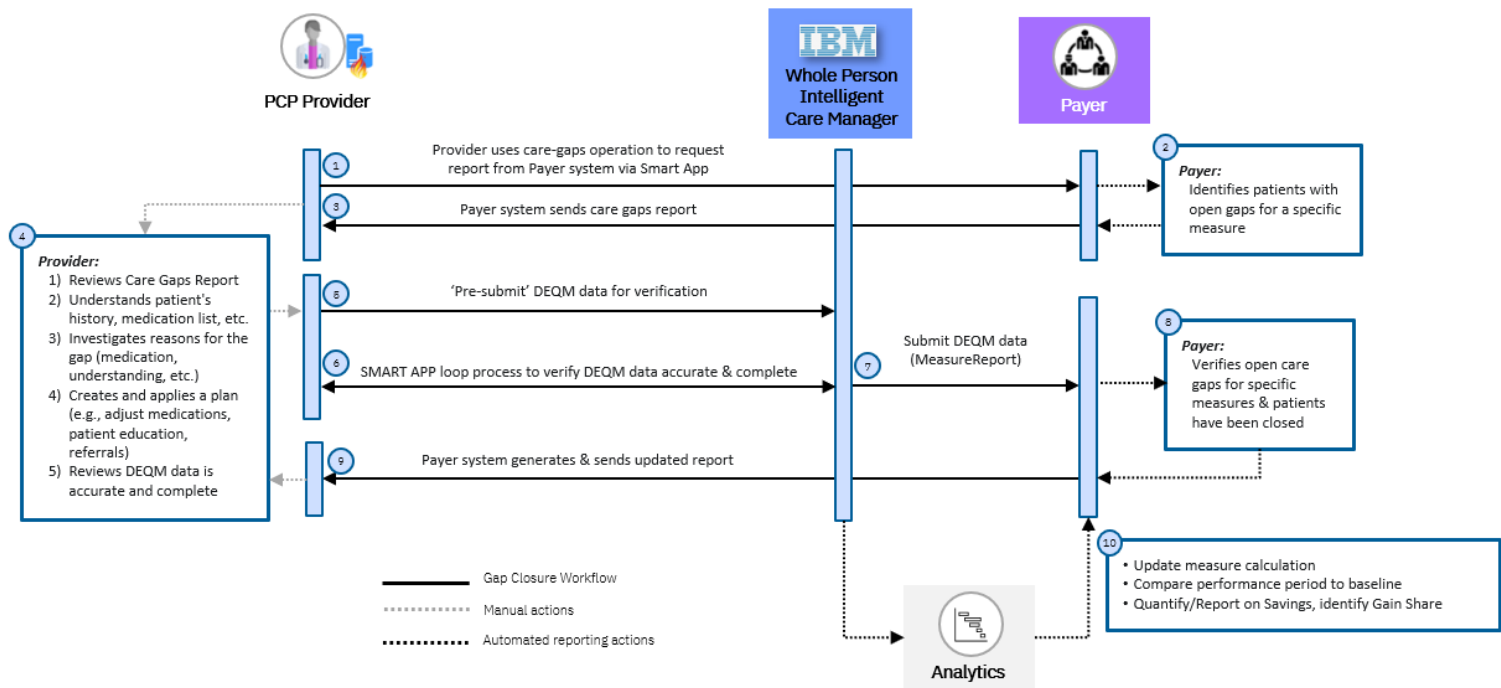 PCP Provider
IBM
Whole Person
Intelligent
Care Manager
Payer
1
Provider uses care-gaps operation to request
report from Payer system via Smart App
2
Payer:
Identifies patients with
open gaps for a specific
measure
3
Payer system sends care gaps report
4
Provider:
1) Reviews Care Gaps Report
2) Understands patient's
history, medication list, etc.
3) Investigates reasons for the
gap (medication,
understanding, etc.)
4) Creates and applies a plan
(e.g., adjust medications,
patient education,
referrals)
5) Reviews DEQM data is
accurate and complete
5
‘Pre-submit’ DEQM data for verification
6
SMART APP loop process to verify DEQM data accurate & complete
7
Submit DEQM data
(MeasureReport)
8
Payer:
Verifies open care
gaps for specific
measures & patients
have been closed
9
Payer system generates & sends updated report
10
• Update measure calculation
• Compare performance period to baseline
• Quantify/Report on Savings, identify Gain Share
Gap Closure Workflow
Manual actions
Automated reporting actions
Analytics